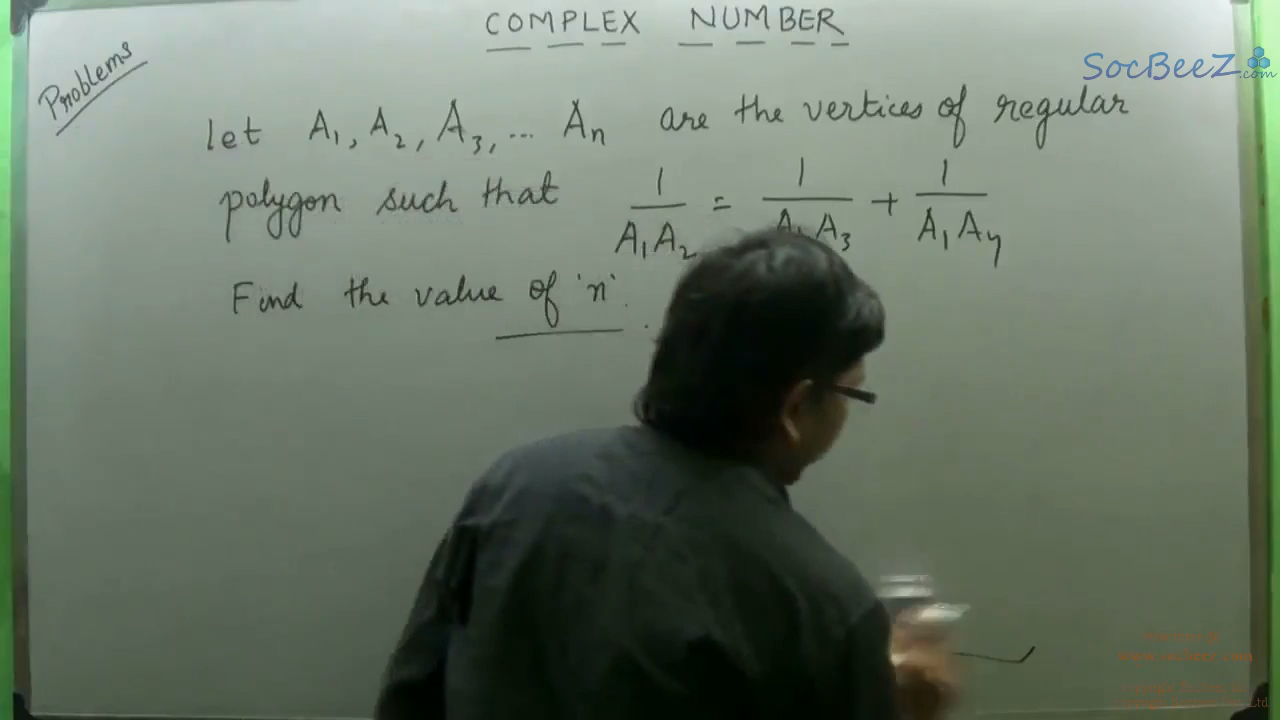 COMPLEX NUMBER
Problems
SocBeeZ.com
let A₁, A₂, A₃, ... Aₙ are the vertices of regular
polygon such that 1/A₁A₂ = 1/A₁A₃ + 1/A₁A₄
Find the value of 'n'.